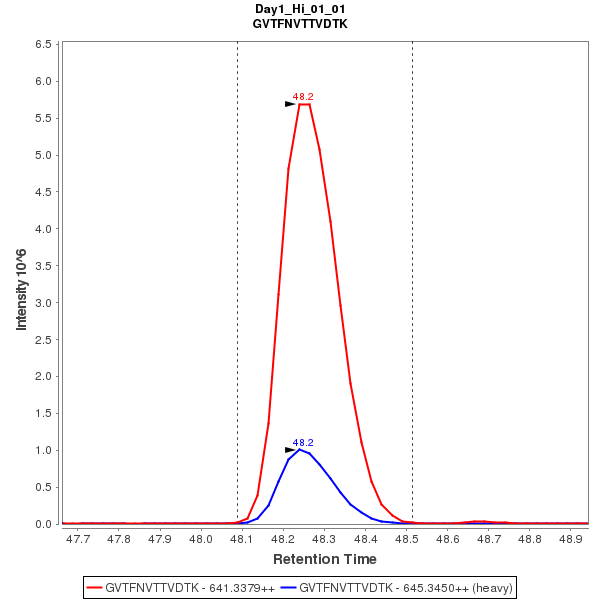 Day1_Hi_01_01
GVTFNVTTVDTK
6.5
6.0
5.5
5.0
4.5
4.0
3.5
3.0
2.5
2.0
1.5
1.0
0.5
0.0
Intensity 10^6
48.2
48.2
47.7 47.8 47.9 48.0 48.1 48.2 48.3 48.4 48.5 48.6 48.7 48.8 48.9
Retention Time
GVTFNVTTVDTK - 641.3379++ GVTFNVTTVDTK - 645.3450++ (heavy)